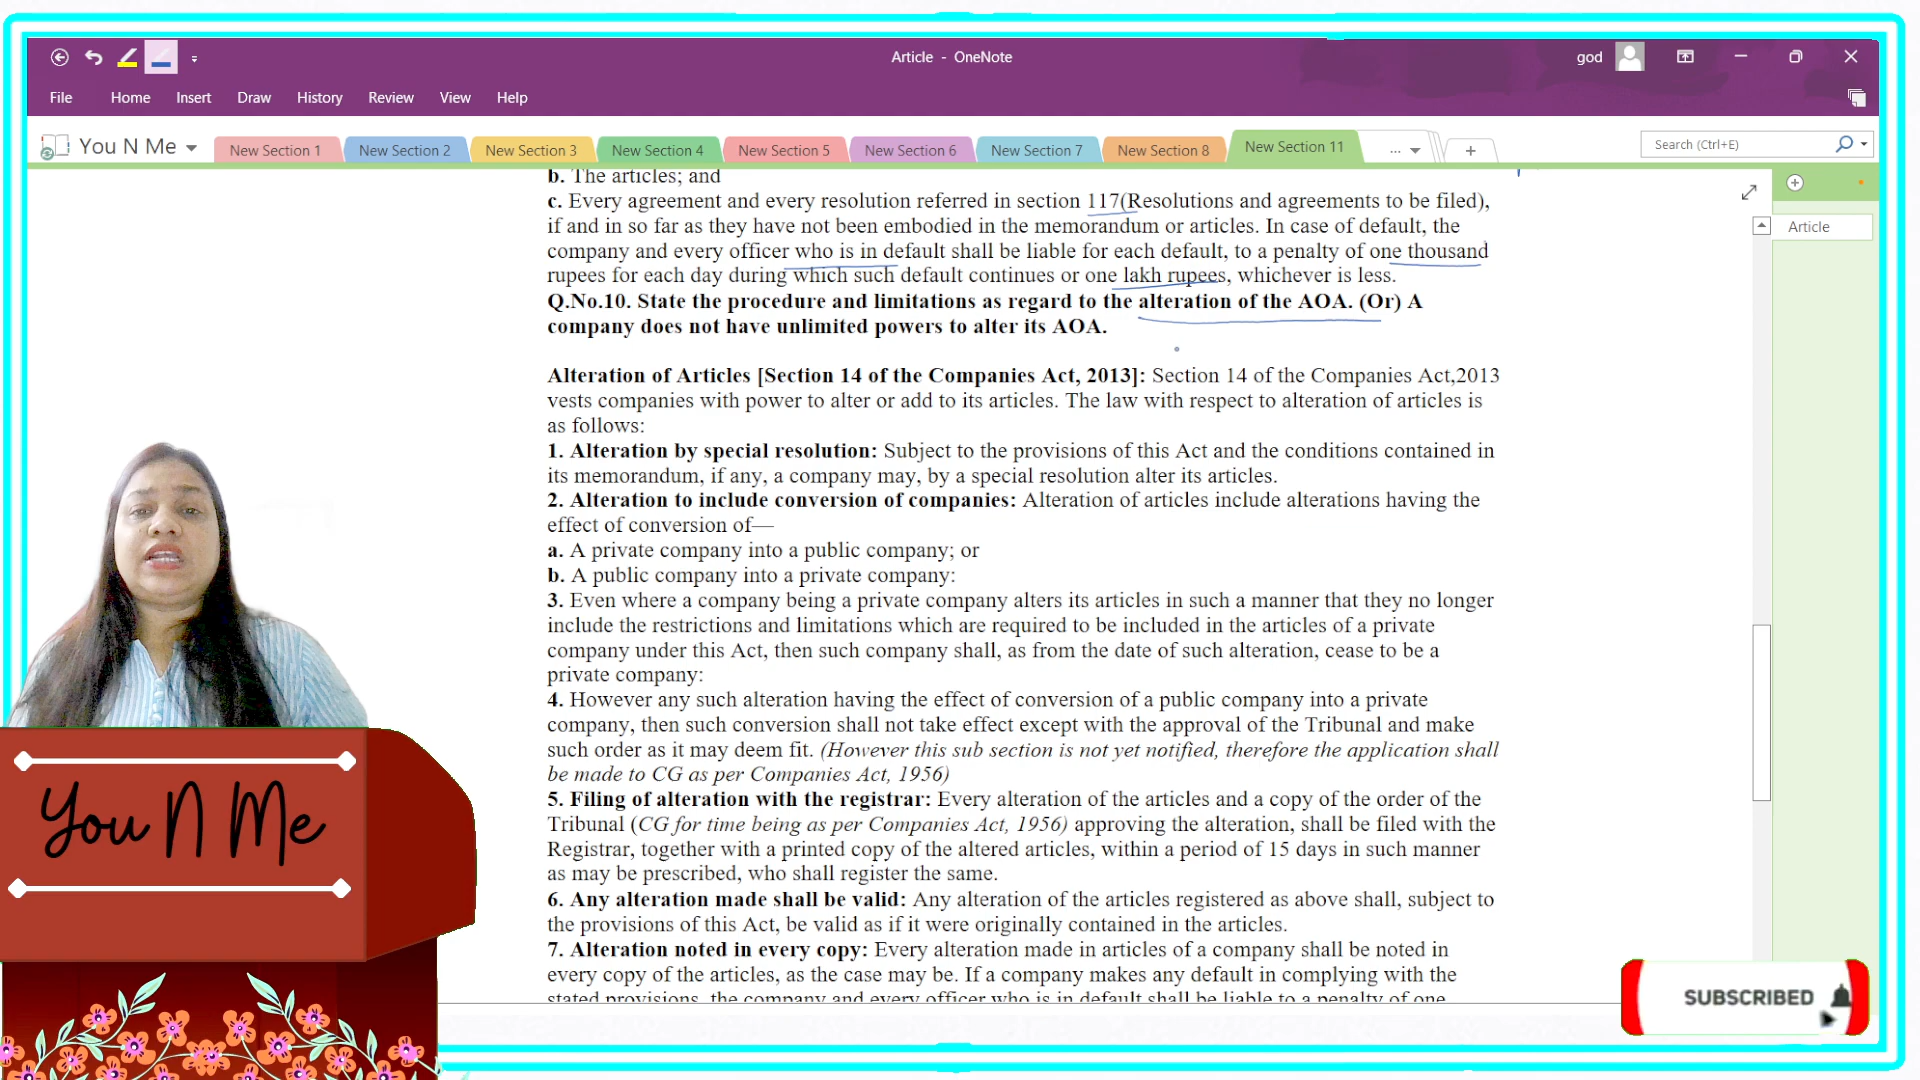 Article - OneNote
god
File Home Insert Draw History Review View Help
You N Me
New Section 1 New Section 2 New Section 3 New Section 4 New Section 5 New Section 6 New Section 7 New Section 8 New Section 11 ... +
Search (Ctrl+E)
Article
b. The articles; and
c. Every agreement and every resolution referred in section 117(Resolutions and agreements to be filed),
if and in so far as they have not been embodied in the memorandum or articles. In case of default, the
company and every officer who is in default shall be liable for each default, to a penalty of one thousand
rupees for each day during which such default continues or one lakh rupees, whichever is less.
Q.No.10. State the procedure and limitations as regard to the alteration of the AOA. (Or) A
company does not have unlimited powers to alter its AOA.
Alteration of Articles [Section 14 of the Companies Act, 2013]: Section 14 of the Companies Act,2013
vests companies with power to alter or add to its articles. The law with respect to alteration of articles is
as follows:
1. Alteration by special resolution: Subject to the provisions of this Act and the conditions contained in
its memorandum, if any, a company may, by a special resolution alter its articles.
2. Alteration to include conversion of companies: Alteration of articles include alterations having the
effect of conversion of—
a. A private company into a public company; or
b. A public company into a private company:
3. Even where a company being a private company alters its articles in such a manner that they no longer
include the restrictions and limitations which are required to be included in the articles of a private
company under this Act, then such company shall, as from the date of such alteration, cease to be a
private company:
4. However any such alteration having the effect of conversion of a public company into a private
company, then such conversion shall not take effect except with the approval of the Tribunal and make
such order as it may deem fit. (However this sub section is not yet notified, therefore the application shall
be made to CG as per Companies Act, 1956)
5. Filing of alteration with the registrar: Every alteration of the articles and a copy of the order of the
Tribunal (CG for time being as per Companies Act, 1956) approving the alteration, shall be filed with the
Registrar, together with a printed copy of the altered articles, within a period of 15 days in such manner
as may be prescribed, who shall register the same.
6. Any alteration made shall be valid: Any alteration of the articles registered as above shall, subject to
the provisions of this Act, be valid as if it were originally contained in the articles.
7. Alteration noted in every copy: Every alteration made in articles of a company shall be noted in
every copy of the articles, as the case may be. If a company makes any default in complying with the
stated provisions, the company and every officer who is in default shall be liable to a penalty of one
You N Me
SUBSCRIBED